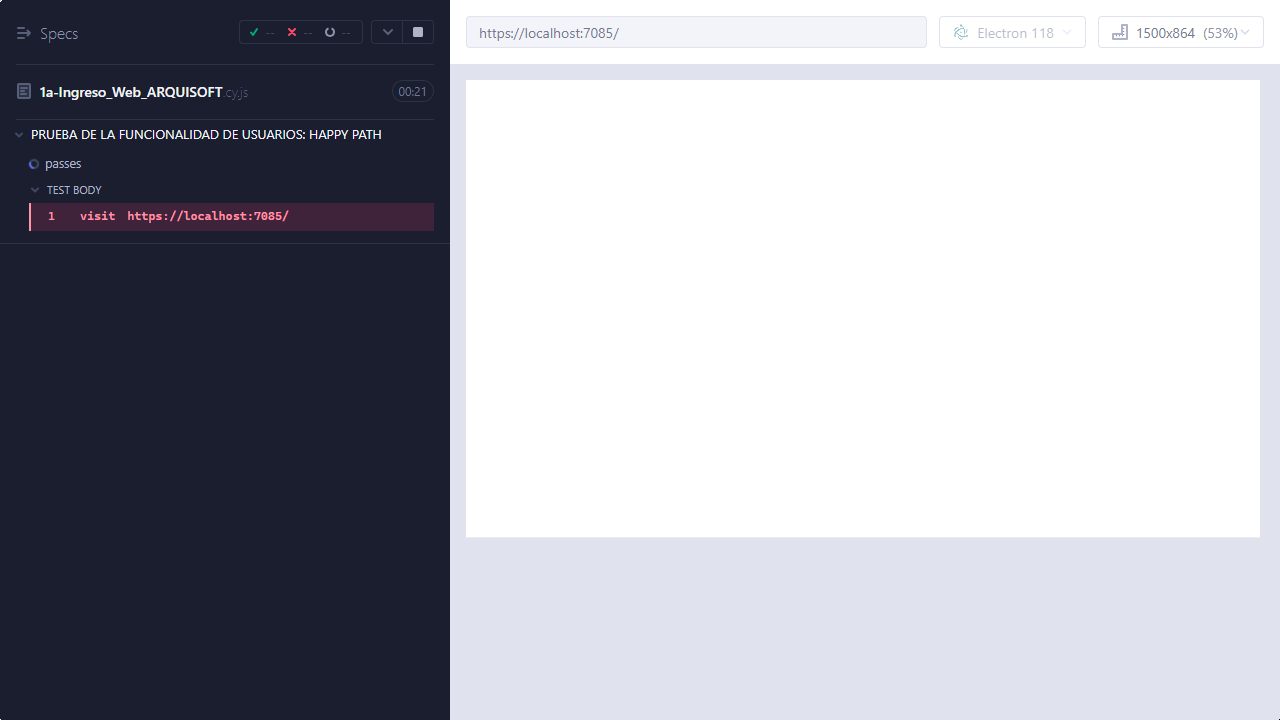 Specs
-- -- --
1a-Ingreso_Web_ARQUISOFT.cy.js 00:21
PRUEBA DE LA FUNCIONALIDAD DE USUARIOS: HAPPY PATH
passes
TEST BODY
1 visit https://localhost:7085/
https://localhost:7085/
Electron 118
1500x864 (53%)